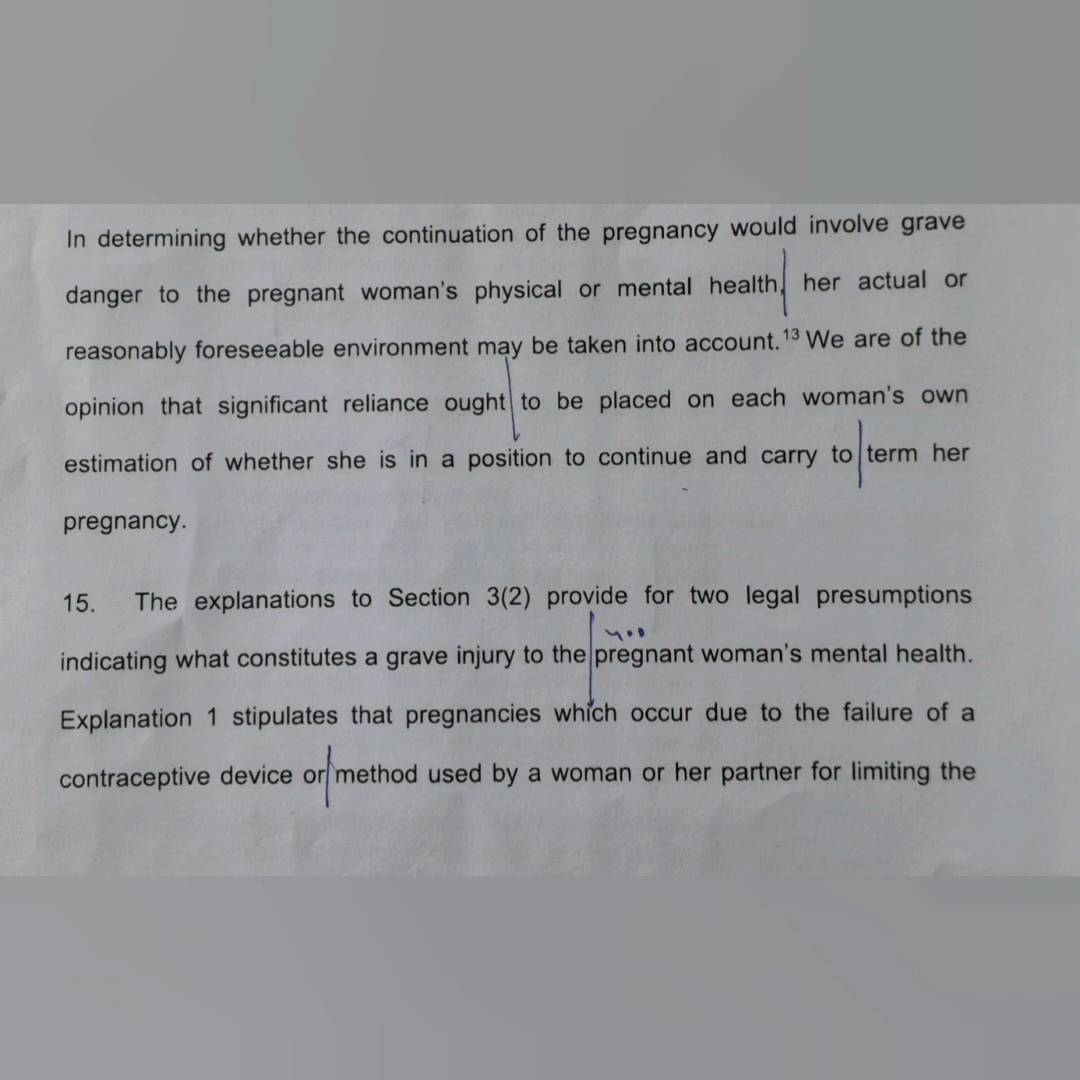 In determining whether the continuation of the pregnancy would involve grave
danger to the pregnant woman's physical or mental health, her actual or
reasonably foreseeable environment may be taken into account.13 We are of the
opinion that significant reliance ought to be placed on each woman's own
estimation of whether she is in a position to continue and carry to term her
pregnancy.
15. The explanations to Section 3(2) provide for two legal presumptions
400
indicating what constitutes a grave injury to the pregnant woman's mental health.
Explanation 1 stipulates that pregnancies which occur due to the failure of a
contraceptive device or method used by a woman or her partner for limiting the